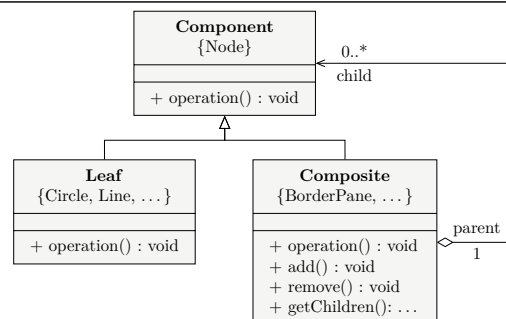 Component
{Node}
+ operation() : void
0..*
child
Leaf
{Circle, Line, ...}
+ operation() : void
Composite
{BorderPane, ...}
+ operation() : void
+ add() : void
+ remove() : void
+ getChildren(): ...
parent
1